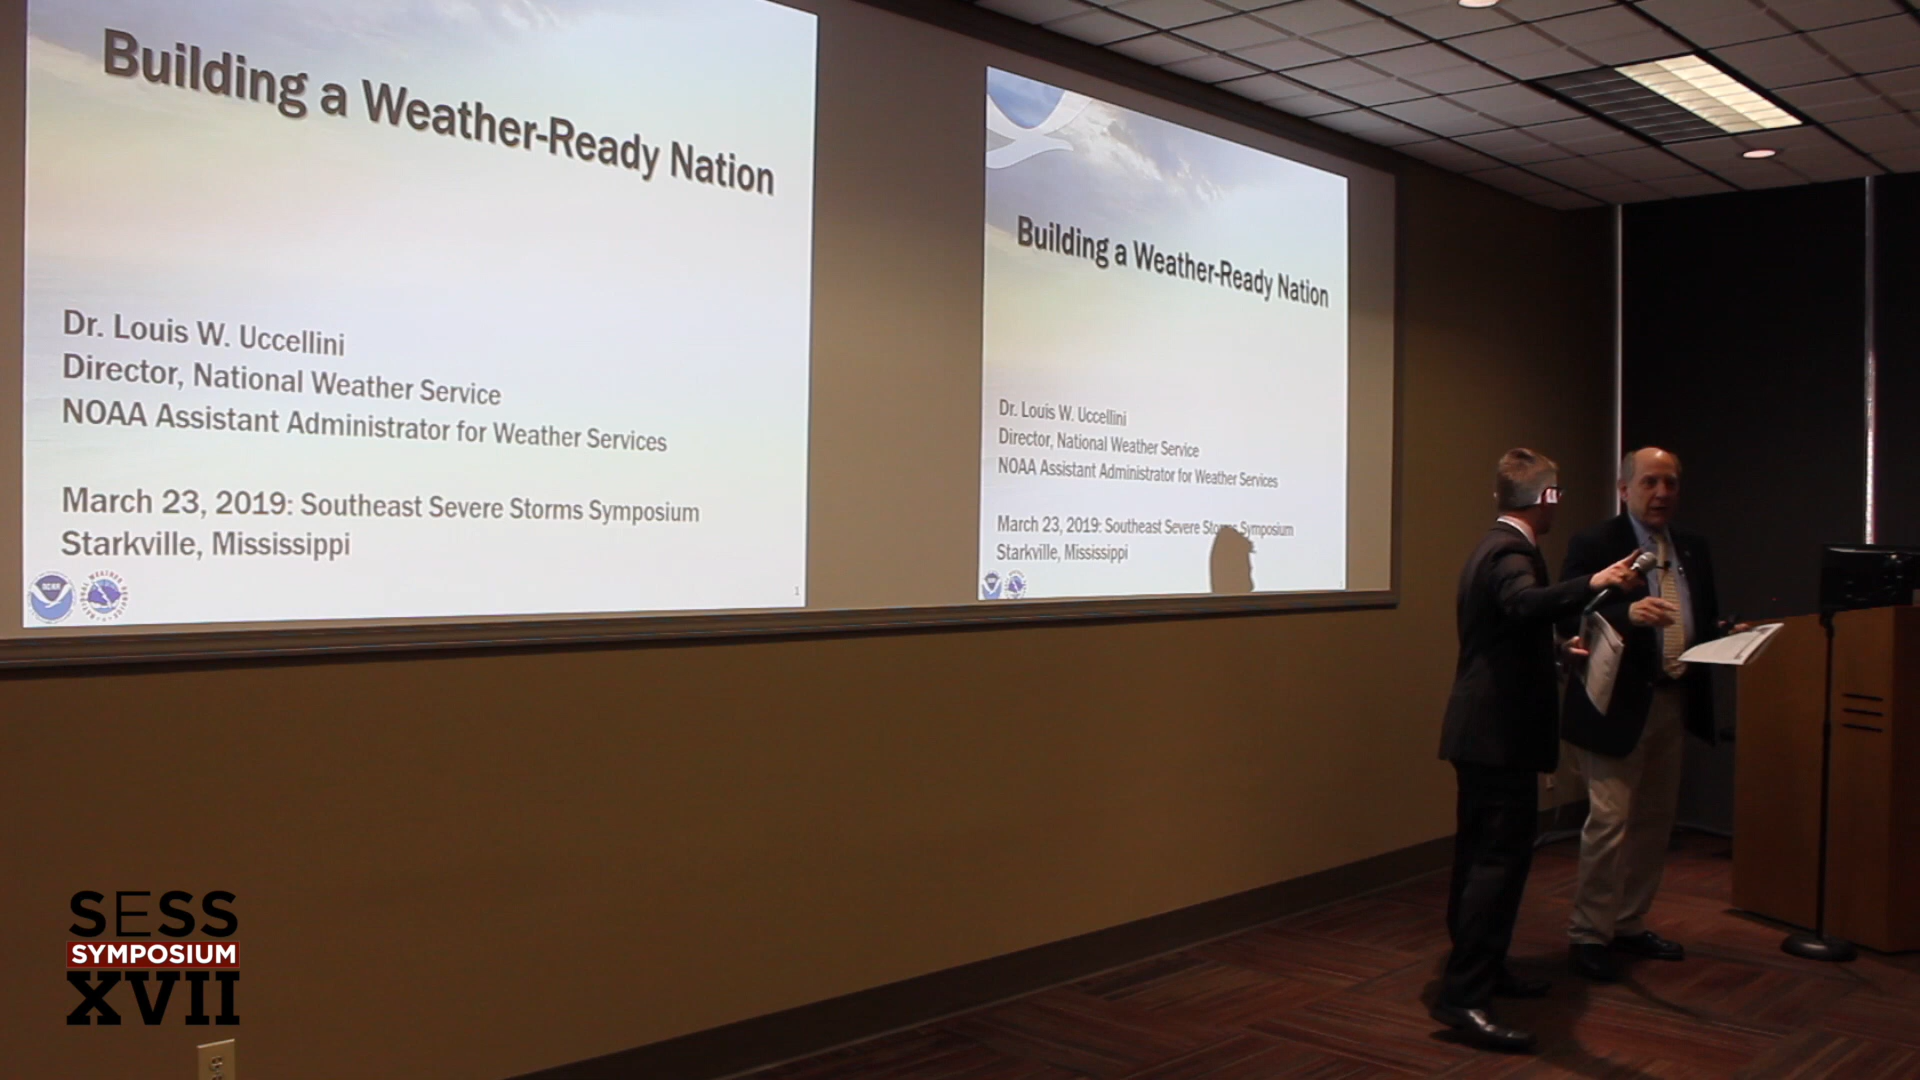 Building a Weather-Ready Nation
Dr. Louis W. Uccellini
Director, National Weather Service
NOAA Assistant Administrator for Weather Services
March 23, 2019: Southeast Severe Storms Symposium
Starkville, Mississippi
1
Building a Weather-Ready Nation
Dr. Louis W. Uccellini
Director, National Weather Service
NOAA Assistant Administrator for Weather Services
March 23, 2019: Southeast Severe Storms Symposium
Starkville, Mississippi
SESS
SYMPOSIUM
XVII